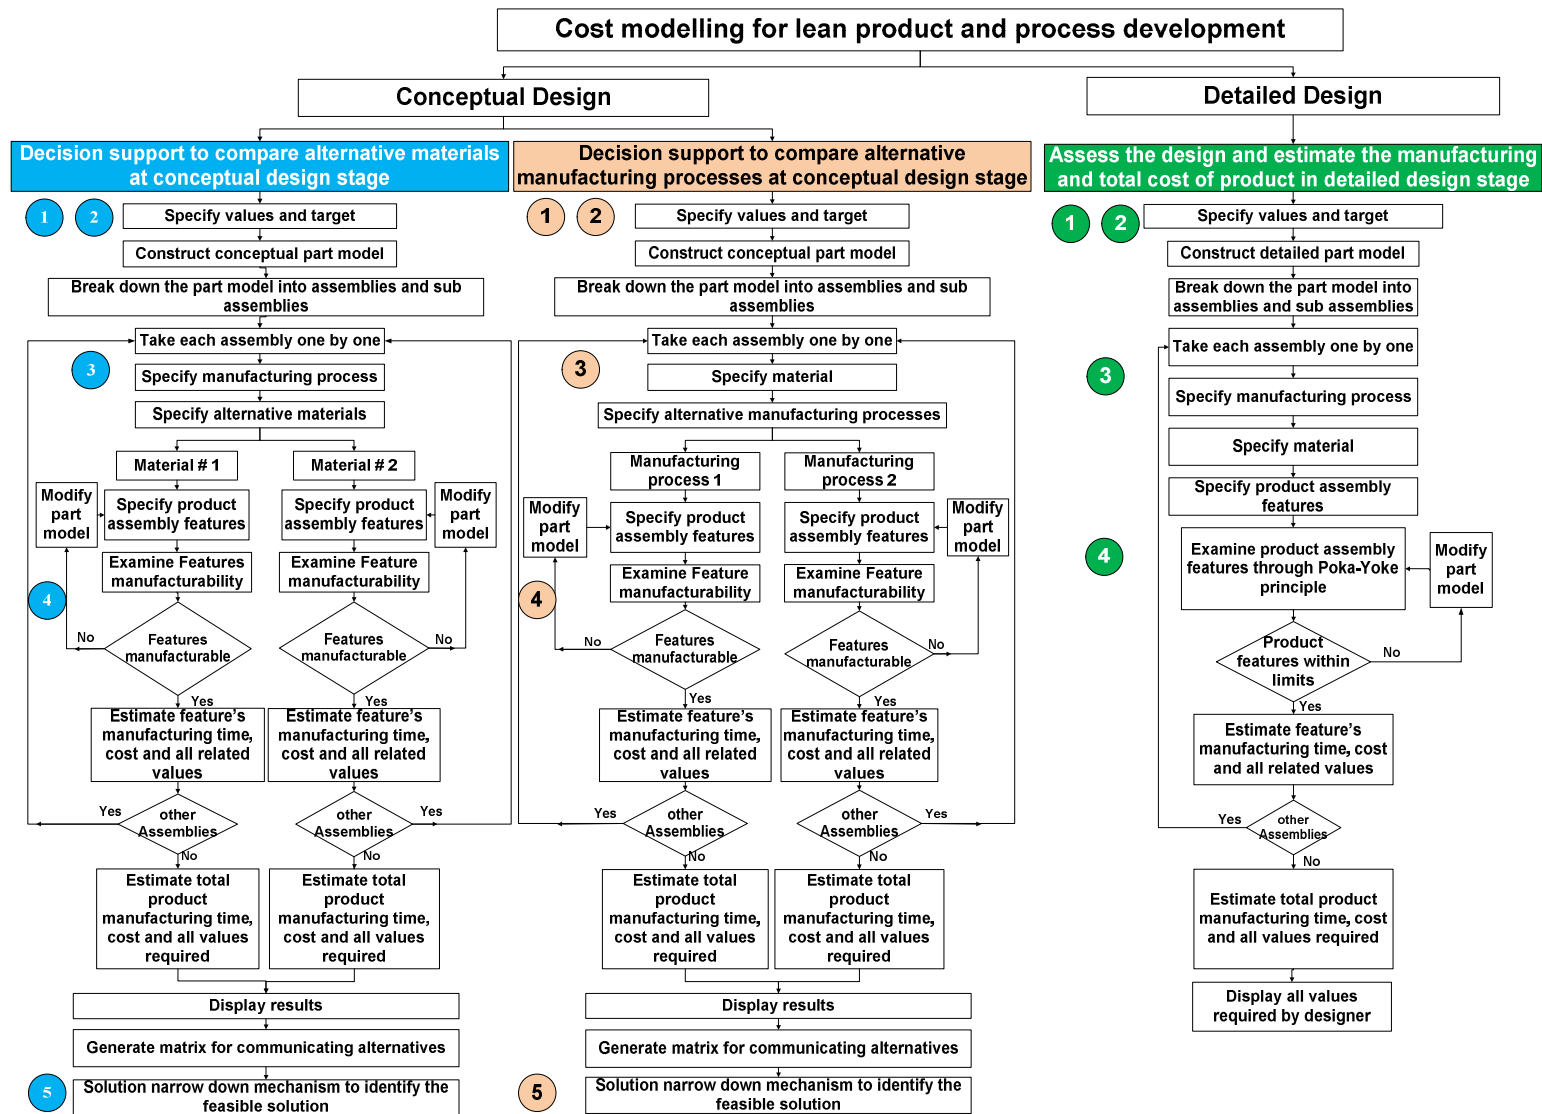 Cost modelling for lean product and process development
Conceptual Design
Detailed Design
Decision support to compare alternative materials
at conceptual design stage
1
2
Specify values and target
Construct conceptual part model
Break down the part model into assemblies and sub
assemblies
Take each assembly one by one
3
Specify manufacturing process
Specify alternative materials
Material # 1
Material # 2
Modify
part
model
Specify product
assembly features
Specify product
assembly features
Modify
part
model
Examine Features
manufacturability
Examine Feature
manufacturability
4
Features
manufacturable
No
Yes
Features
manufacturable
No
Yes
Estimate feature's
manufacturing time,
cost and all related
values
Estimate feature's
manufacturing time,
cost and all related
values
other
Assemblies
Yes
No
other
Assemblies
Yes
No
Estimate total
product
manufacturing time,
cost and all values
required
Estimate total
product
manufacturing time,
cost and all values
required
Display results
Generate matrix for communicating alternatives
5
Solution narrow down mechanism to identify the
feasible solution
Decision support to compare alternative
manufacturing processes at conceptual design stage
1
2
Specify values and target
Construct conceptual part model
Break down the part model into assemblies and sub
assemblies
Take each assembly one by one
3
Specify material
Specify alternative manufacturing processes
Manufacturing
process 1
Manufacturing
process 2
Modify
part
model
Specify product
assembly features
Specify product
assembly features
Modify
part
model
Examine Feature
manufacturability
Examine Feature
manufacturability
4
Features
manufacturable
No
Yes
Features
manufacturable
No
Yes
Estimate feature's
manufacturing time,
cost and all related
values
Estimate feature's
manufacturing time,
cost and all related
values
other
Assemblies
Yes
No
other
Assemblies
Yes
No
Estimate total
product
manufacturing time,
cost and all values
required
Estimate total
product
manufacturing time,
cost and all values
required
Display results
Generate matrix for communicating alternatives
5
Solution narrow down mechanism to identify the
feasible solution
Assess the design and estimate the manufacturing
and total cost of product in detailed design stage
1
2
Specify values and target
Construct detailed part model
Break down the part model into
assemblies and sub assemblies
Take each assembly one by one
3
Specify manufacturing process
Specify material
Specify product assembly
features
4
Examine product assembly
features through Poka-Yoke
principle
Modify
part
model
Product
features within
limits
No
Yes
Estimate feature's
manufacturing time, cost
and all related values
other
Assemblies
Yes
No
Estimate total product
manufacturing time, cost
and all values required
Display all values
required by designer